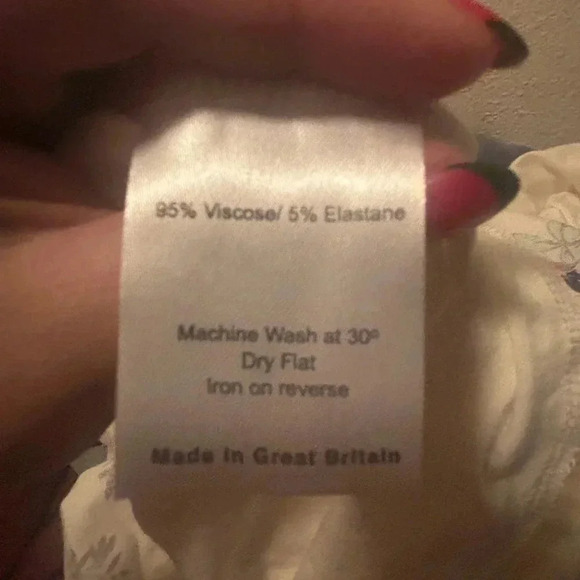 95% Viscose/ 5% Elastane
Machine Wash at 30º
Dry Flat
Iron on reverse
Made in Great Britain